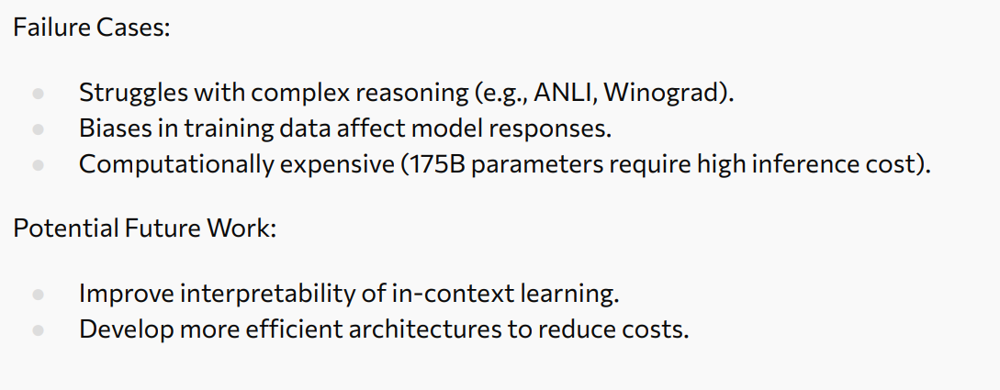 Failure Cases:
Struggles with complex reasoning (e.g., ANLI, Winograd).
Biases in training data affect model responses.
Computationally expensive (175B parameters require high inference cost).
Potential Future Work:
Improve interpretability of in-context learning.
Develop more efficient architectures to reduce costs.